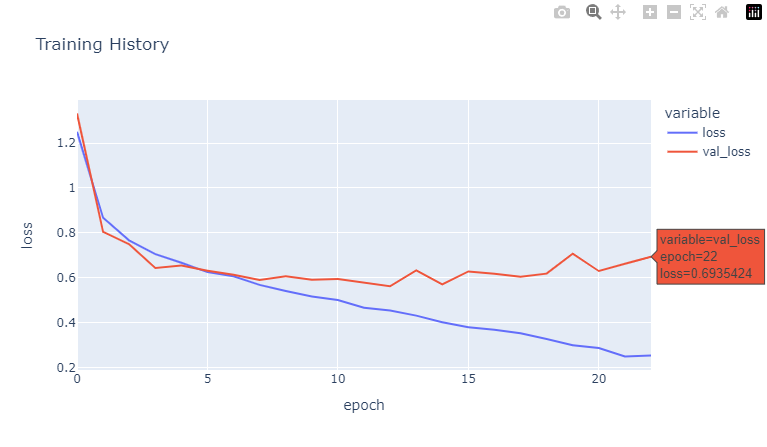 Training History
variable
loss
val_loss
1.2
1
0.8
0.6
0.4
0.2
loss
0
5
10
15
20
epoch
variable=val_loss
epoch=22
loss=0.6935424